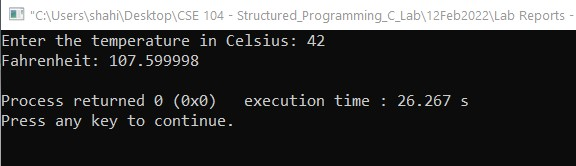 "C:\Users\shahi\Desktop\CSE 104 - Structured_Programming_C_Lab\12Feb2022\Lab Reports -
Enter the temperature in Celsius: 42
Fahrenheit: 107.599998
Process returned 0 (0x0)   execution time : 26.267 s
Press any key to continue.